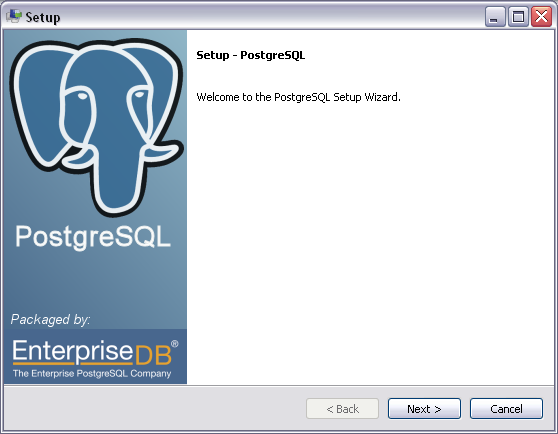 Setup
Setup - PostgreSQL
Welcome to the PostgreSQL Setup Wizard.
PostgreSQL
Packaged by:
EnterpriseDB®
The Enterprise PostgreSQL Company
< Back
Next >
Cancel